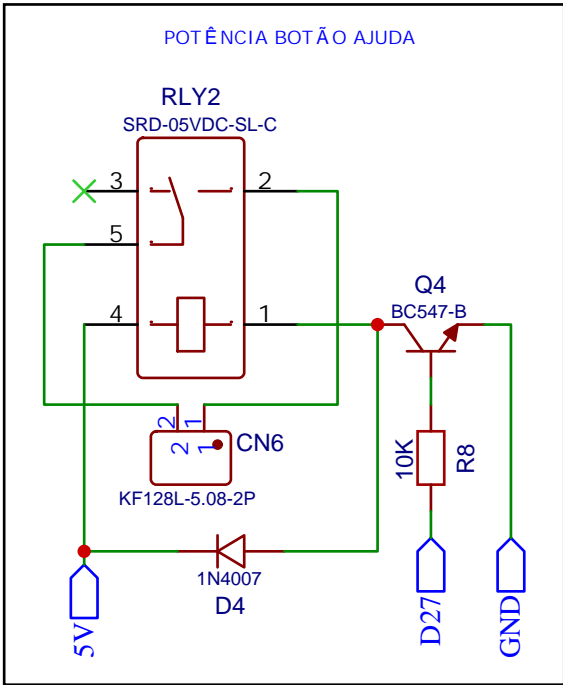 POTÊNCIA BOTÃO AJUDA
RLY2
SRD-05VDC-SL-C
3
2
5
4
1
Q4
BC547-B
2
1
2
1
CN6
KF128L-5.08-2P
10K
R8
1N4007
D4
5V
D27
GND